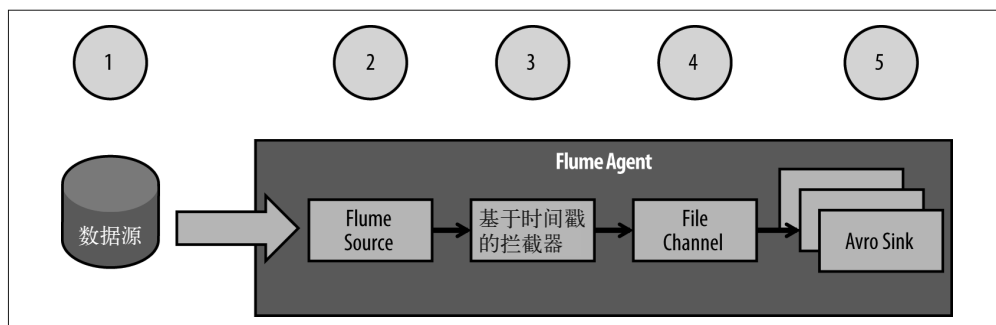 1
2
3
4
5
Flume Agent
数据源
Flume
Source
基于时间戳
的拦截器
File
Channel
Avro Sink